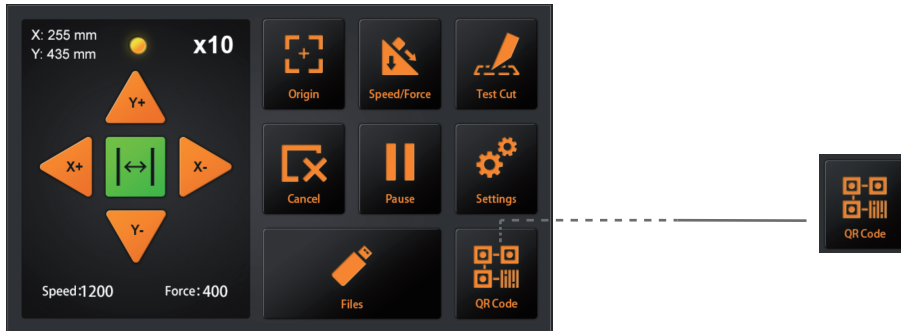 X: 255 mm
Y: 435 mm
x10
Y+
X+
X-
Y-
Speed:1200
Force:400
Origin
Speed/Force
Test Cut
Cancel
Pause
Settings
Files
QR Code
QR Code